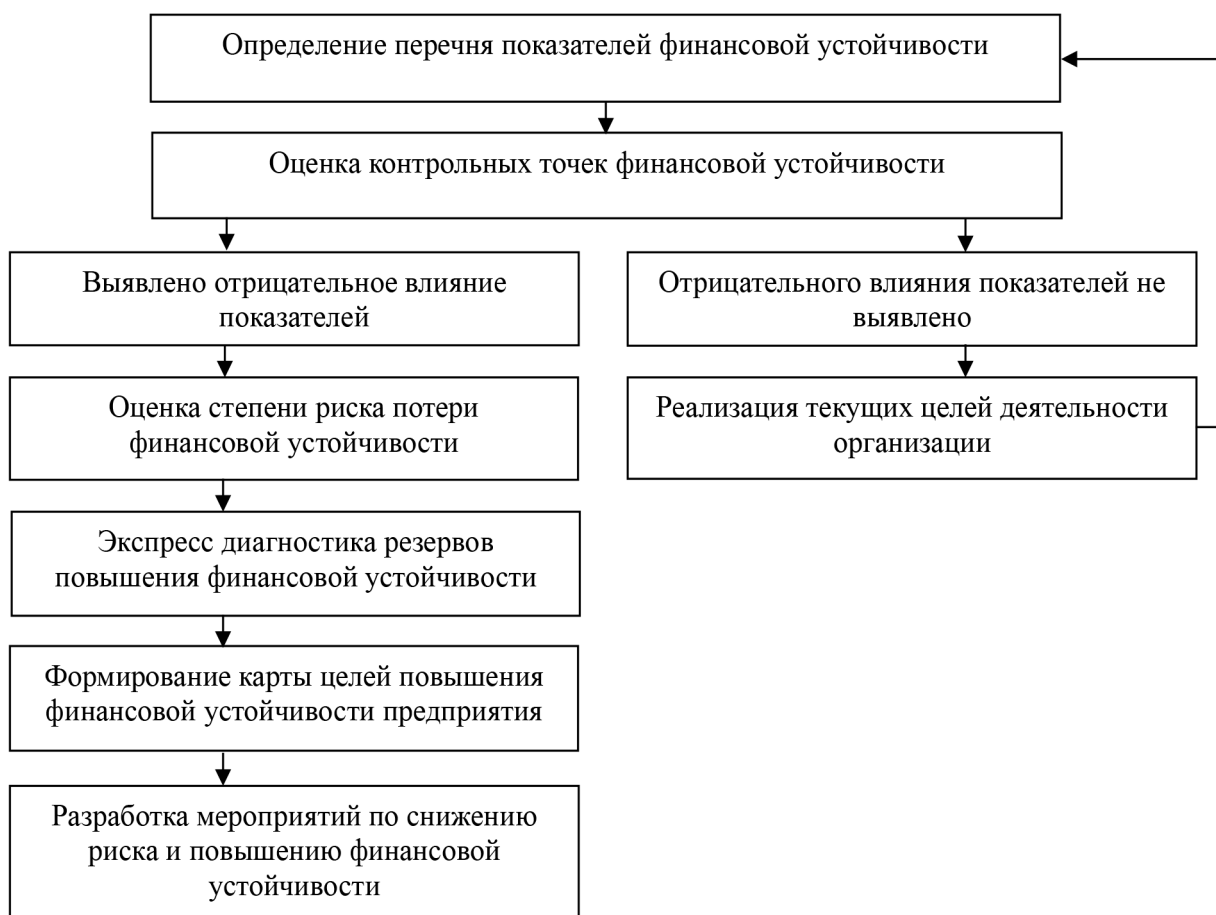 Определение перечня показателей финансовой устойчивости
Оценка контрольных точек финансовой устойчивости
Выявлено отрицательное влияние
показателей
Отрицательного влияния показателей не
выявлено
Оценка степени риска потери
финансовой устойчивости
Реализация текущих целей деятельности
организации
Экспресс диагностика резервов
повышения финансовой устойчивости
Формирование карты целей повышения
финансовой устойчивости предприятия
Разработка мероприятий по снижению
риска и повышению финансовой
устойчивости